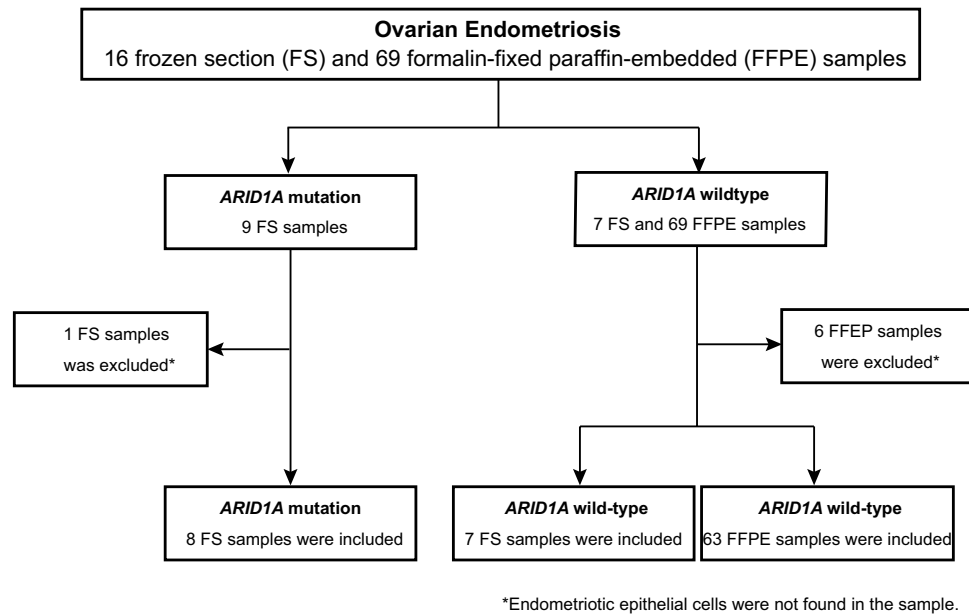 Ovarian Endometriosis
16 frozen section (FS) and 69 formalin-fixed paraffin-embedded (FFPE) samples
ARID1A mutation
9 FS samples
ARID1A wildtype
7 FS and 69 FFPE samples
1 FS samples
was excluded*
6 FFEP samples
were excluded*
ARID1A mutation
8 FS samples were included
ARID1A wild-type
7 FS samples were included
ARID1A wild-type
63 FFPE samples were included
*Endometriotic epithelial cells were not found in the sample.